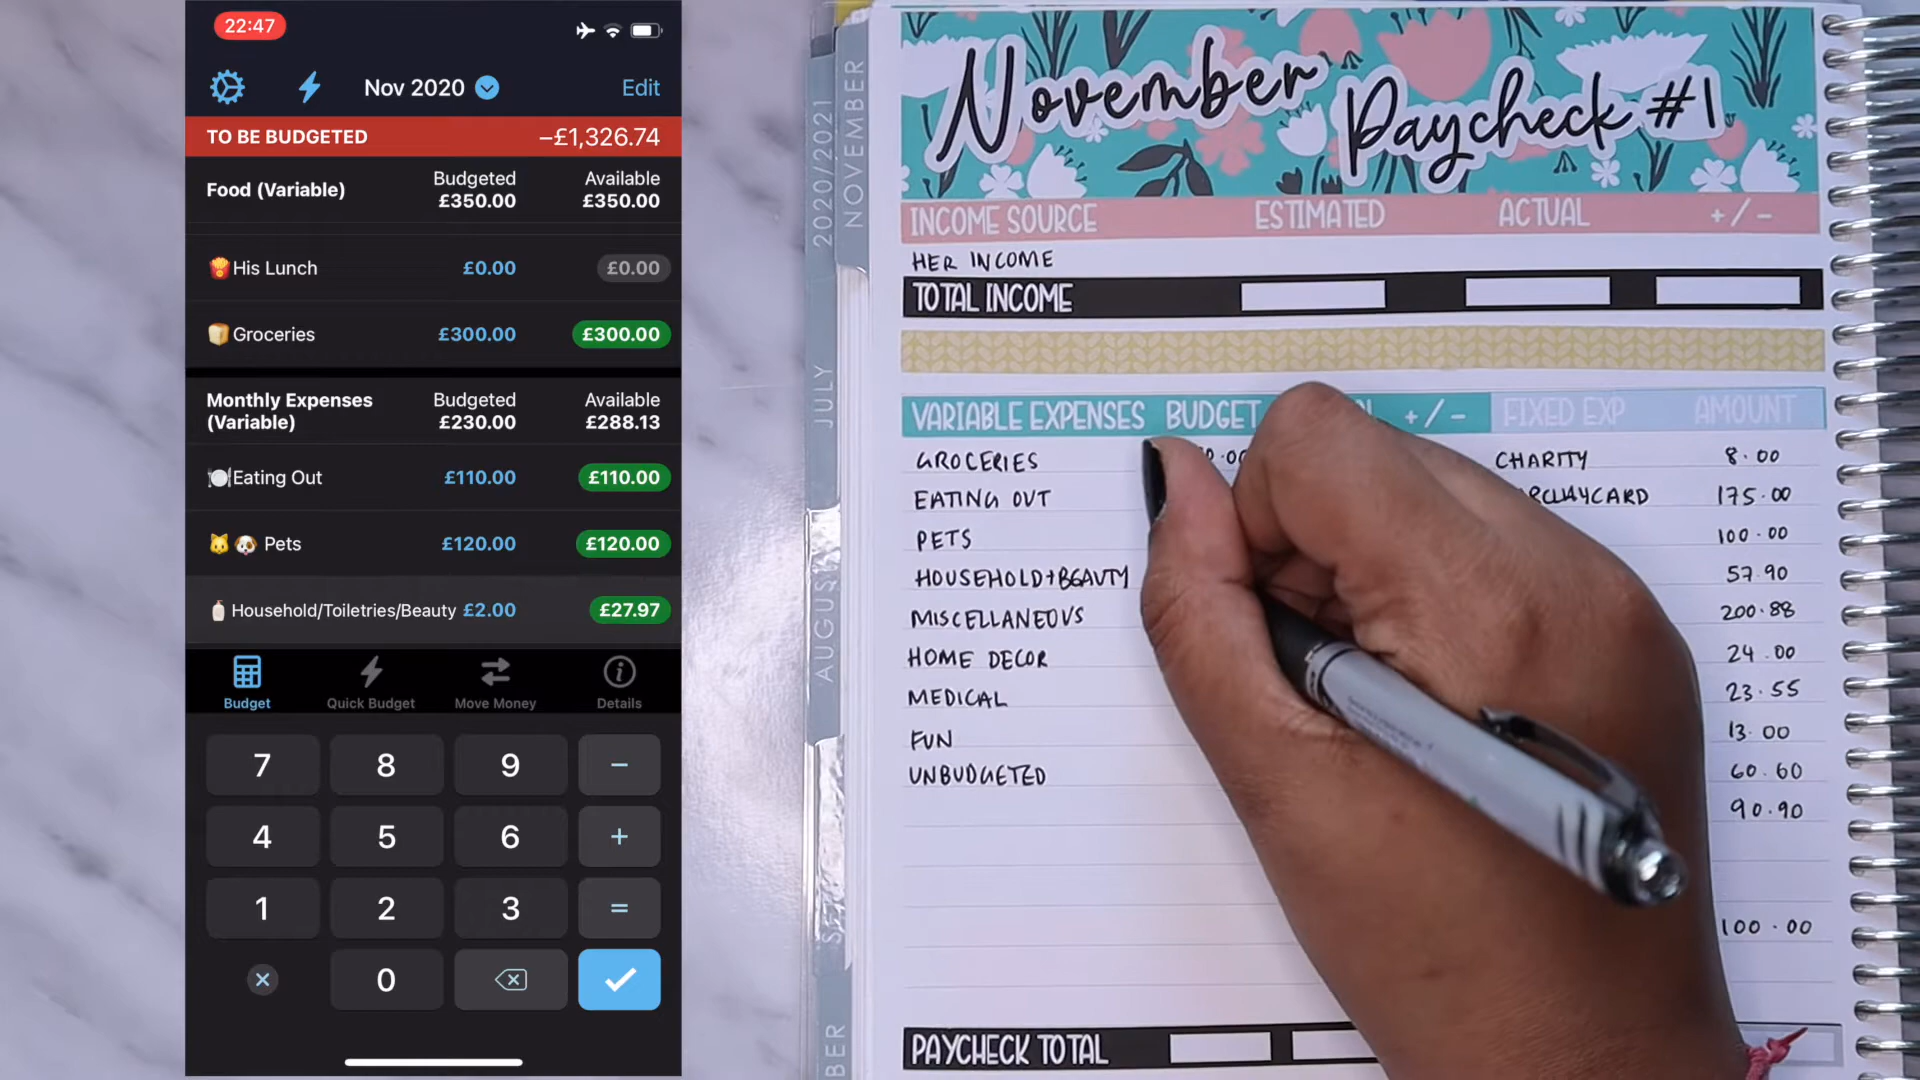 22:47
Nov 2020
Edit
TO BE BUDGETED
−£1,326.74
Food (Variable)
Budgeted
£350.00
Available
£350.00
His Lunch
£0.00
£0.00
Groceries
£300.00
£300.00
Monthly Expenses
(Variable)
Budgeted
£230.00
Available
£288.13
Eating Out
£110.00
£110.00
Pets
£120.00
£120.00
Household/Toiletries/Beauty
£2.00
£27.97
Budget
Quick Budget
Move Money
Details
7 8 9 −
4 5 6 +
1 2 3 =
0
2020/2021
NOVEMBER
JULY
AUGUST
November
Paycheck #1
INCOME SOURCE ESTIMATED ACTUAL +/-
HER INCOME
TOTAL INCOME
VARIABLE EXPENSES BUDGET +/- FIXED EXP AMOUNT
GROCERIES
CHARITY 8.00
EATING OUT
175.00
PETS
100.00
HOUSEHOLD+BEAUTY
57.90
MISCELLANEOUS
200.88
HOME DECOR
24.00
MEDICAL
23.55
FUN
13.00
UNBUDGETED
60.60
90.90
100.00
PAYCHECK TOTAL